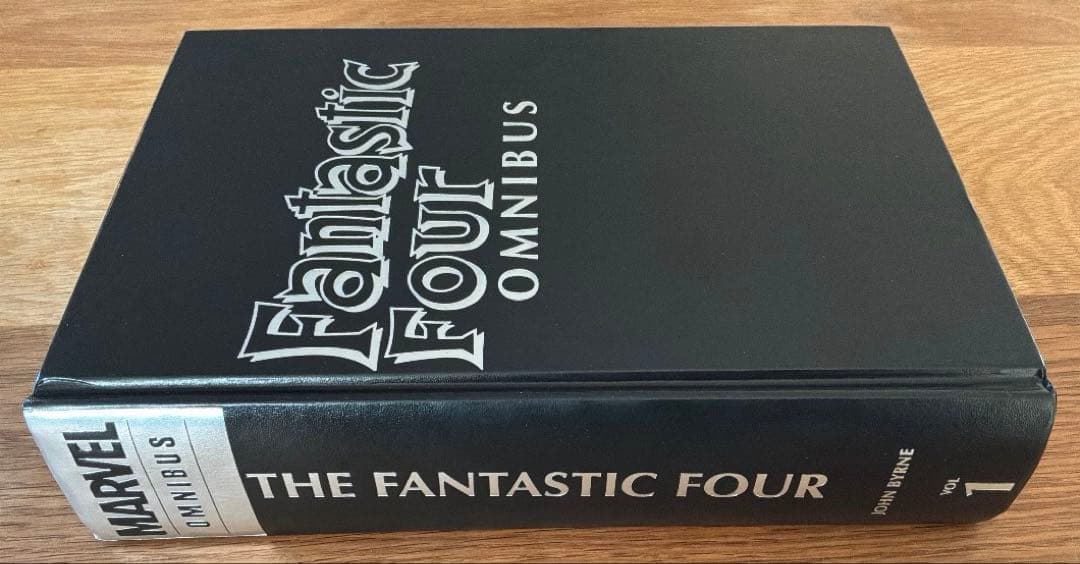 Fantastic
Four
OMNIBUS
MARVEL
OMNIBUS
THE FANTASTIC FOUR
JOHN BYRNE
VOL
1